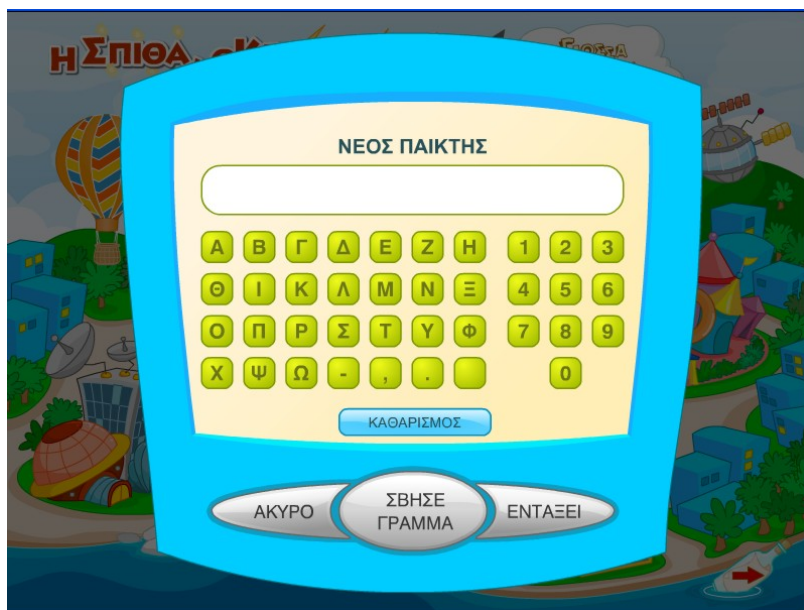 Η ΣΠΙΘΑ
ΝΕΟΣ ΠΑΙΚΤΗΣ
Α Β Γ Δ Ε Ζ Η 1 2 3
Θ Ι Κ Λ Μ Ν Ξ 4 5 6
Ο Π Ρ Σ Τ Υ Φ 7 8 9
Χ Ψ Ω - , . 0
ΚΑΘΑΡΙΣΜΟΣ
ΑΚΥΡΟ ΣΒΗΣΕ ΓΡΑΜΜΑ ΕΝΤΑΞΕΙ